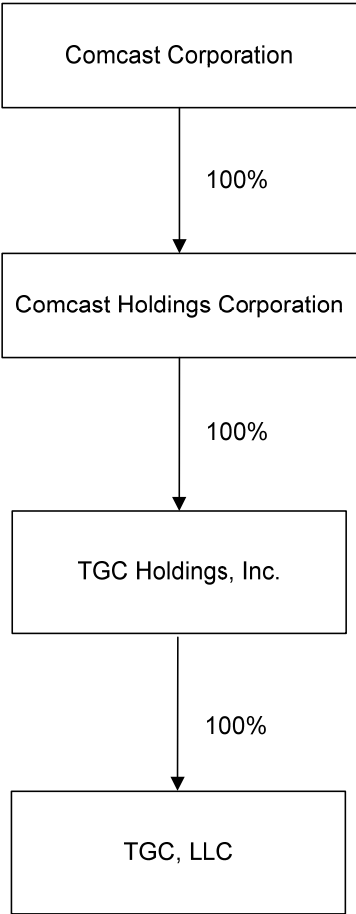 Comcast Corporation
100%
Comcast Holdings Corporation
100%
TGC Holdings, Inc.
100%
TGC, LLC